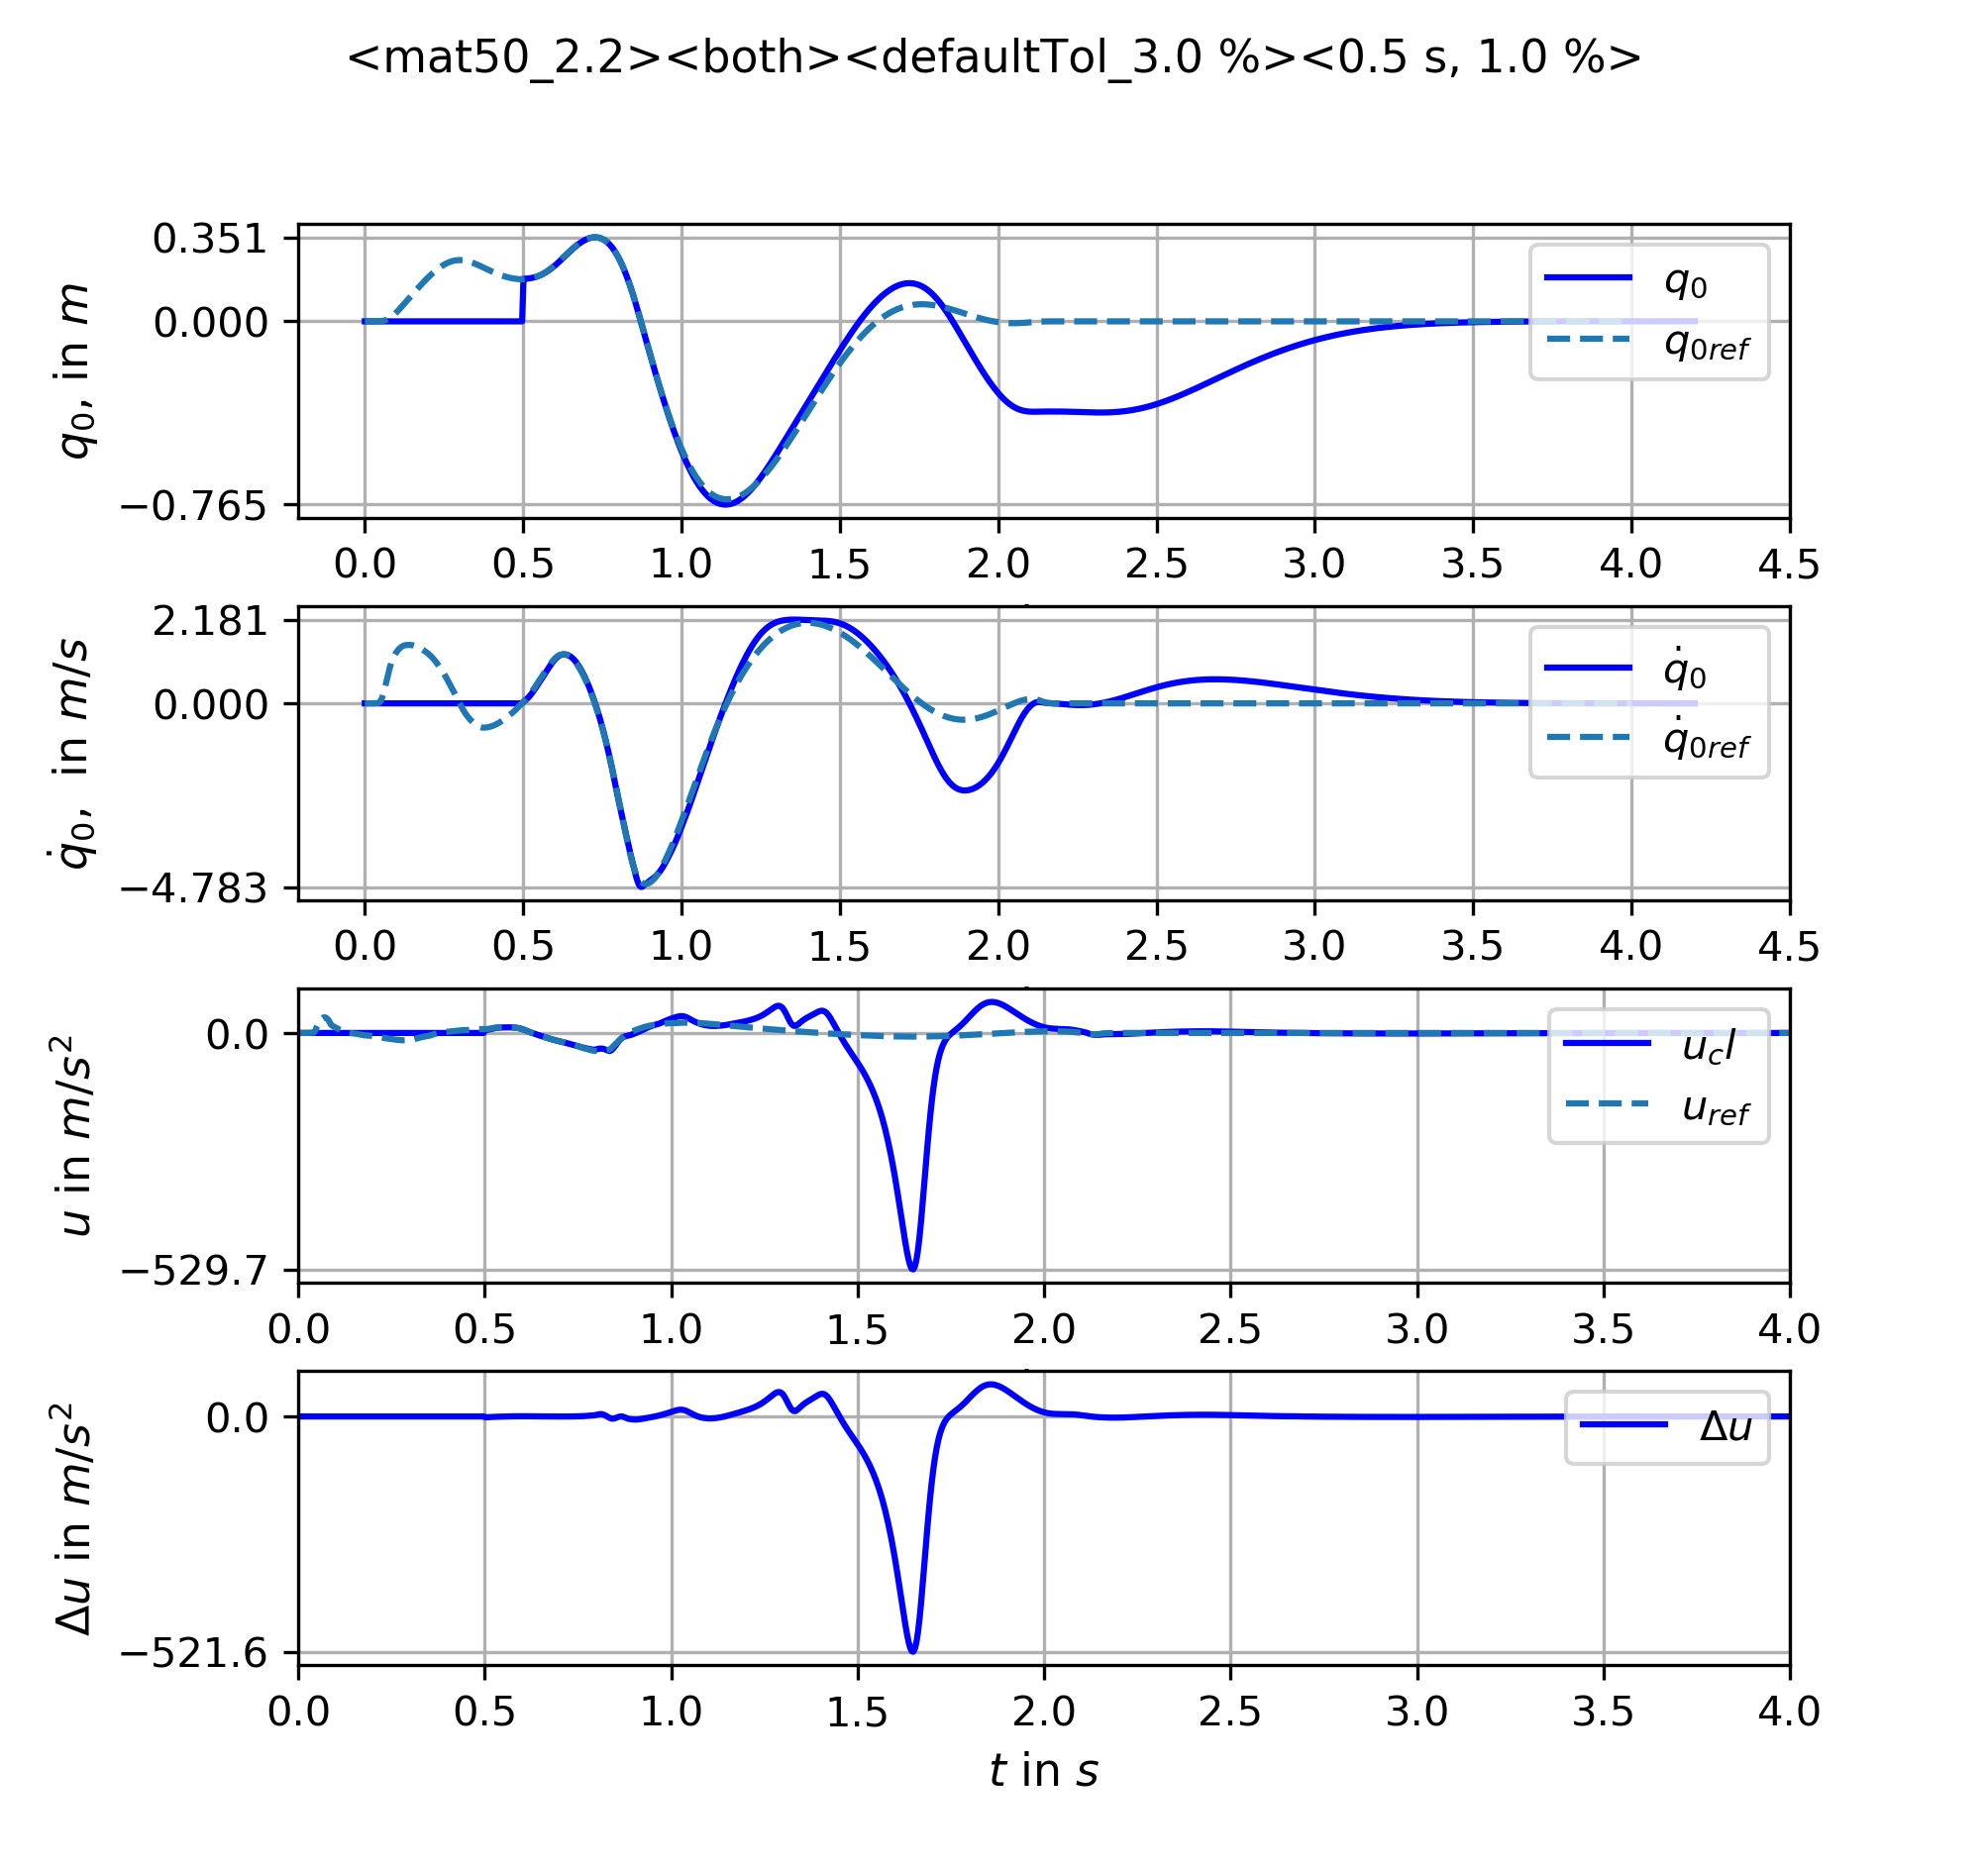 <mat50_2.2><both><defaultTol_3.0 %><0.5 s, 1.0 %>
q₀, in m
0.351
0.000
−0.765
q₀
q₀ref
0.0 0.5 1.0 1.5 2.0 2.5 3.0 3.5 4.0 4.5
q̇₀, in m/s
2.181
0.000
−4.783
q̇₀
q̇₀ref
0.0 0.5 1.0 1.5 2.0 2.5 3.0 3.5 4.0 4.5
u in m/s²
0.0
−529.7
u_cl
u_ref
0.0 0.5 1.0 1.5 2.0 2.5 3.0 3.5 4.0
Δu in m/s²
0.0
−521.6
Δu
0.0 0.5 1.0 1.5 2.0 2.5 3.0 3.5 4.0
t in s